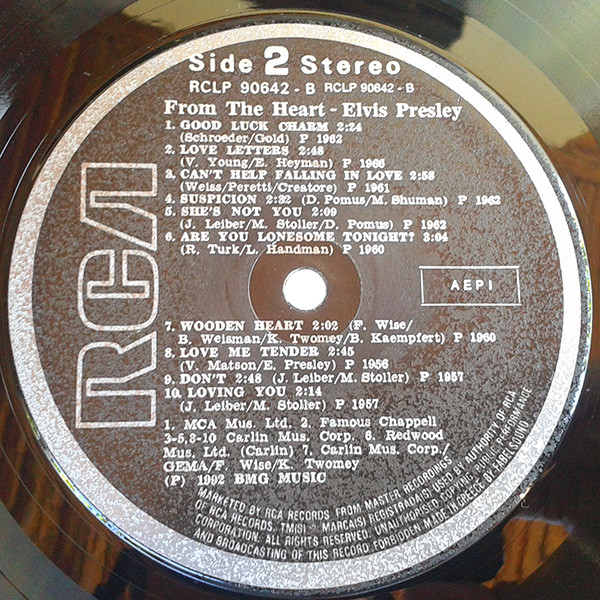 Side 2 Stereo
RCLP 90642 - B RCLP 90642 - B
From The Heart - Elvis Presley
1. GOOD LUCK CHARM 2:24
(Schroeder/Gold) P 1962
2. LOVE LETTERS 2:48
(V. Young/E. Heyman) P 1966
3. CAN'T HELP FALLING IN LOVE 2:58
(Weiss/Peretti/Creatore) P 1961
4. SUSPICION 2:32 (D. Pomus/M. Shuman) P 1962
5. SHE'S NOT YOU 2:09
(J. Leiber/M. Stoller/D. Pomus) P 1962
6. ARE YOU LONESOME TONIGHT? 3:04
(R. Turk/L. Handman) P 1960
RCA
AEPI
7. WOODEN HEART 2:02 (F. Wise/
B. Weisman/K. Twomey/B. Kaempfert) P 1960
8. LOVE ME TENDER 2:45
(V. Matson/E. Presley) P 1956
9. DON'T 2:48 (J. Leiber/M. Stoller) P 1957
10. LOVING YOU 2:14
(J. Leiber/M. Stoller) P 1957
1. MCA Mus. Ltd. 2. Famous Chappell
3-5,8-10 Carlin Mus. Corp. 6. Redwood
Mus. Ltd. (Carlin) 7. Carlin Mus. Corp./
GEMA/F. Wise/K. Twomey
(P) 1992 BMG MUSIC
MARKETED BY RCA RECORDS, FROM MASTER RECORDINGS
OF RCA RECORDS. TM(S) - MARCA(S) REGISTRADA(S) USED BY AUTHORITY OF RCA
CORPORATION. ALL RIGHTS RESERVED. UNAUTHORISED COPYING, PUBLIC PERFORMANCE
AND BROADCASTING OF THIS RECORD FORBIDDEN. MADE IN GREECE BY FABELSOUND